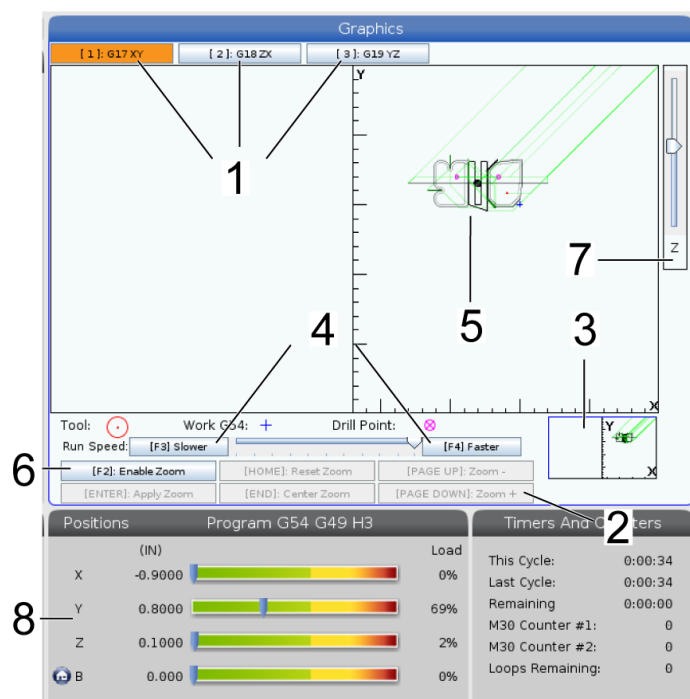 Graphics
[ 1 ]: G17 XY
[ 2 ]: G18 ZX
[ 3 ]: G19 YZ
Y
1
7
Z
5
4
3
X
Tool:
Work G54:
Drill Point:
Y
X
Run Speed:
[F3] Slower
[F4] Faster
6
[F2]: Enable Zoom
[HOME]: Reset Zoom
[PAGE UP]: Zoom -
[ENTER]: Apply Zoom
[END]: Center Zoom
[PAGE DOWN]: Zoom +
2
Positions
Program G54 G49 H3
(IN)
Load
X -0.9000 0%
8
Y 0.8000 69%
Z 0.1000 2%
B 0.000 0%
Timers And Counters
This Cycle: 0:00:34
Last Cycle: 0:00:34
Remaining 0:00:00
M30 Counter #1: 0
M30 Counter #2: 0
Loops Remaining: 0